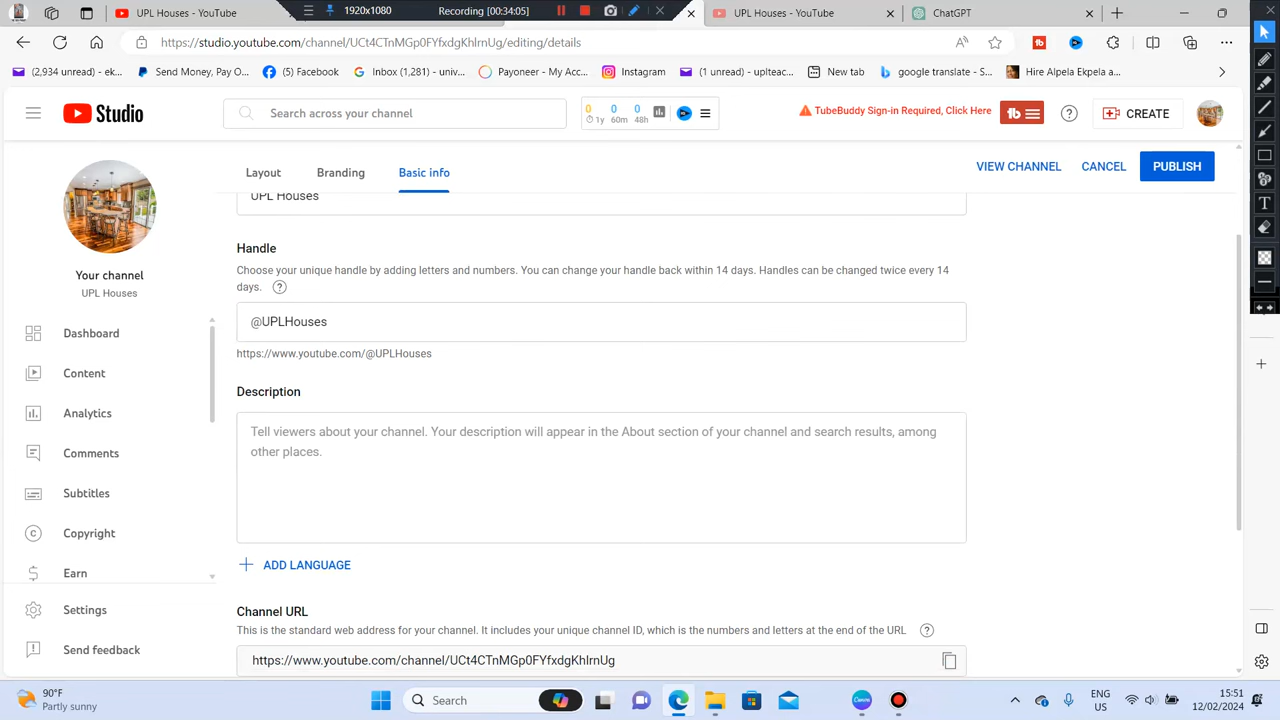 UPL Houses - YouTube
1920x1080
Recording [00:34:05]
UPL Houses - YouTube
ChatGPT
https://studio.youtube.com/channel/UCt4CTnMGp0FYfxdgKhIrnUg/editing/details
(2,934 unread) - ek...
Send Money, Pay O...
(5) Facebook
Inbox (1,281) - univ...
Payoneer - Commer...
Instagram
(1 unread) - uplteac...
New tab
google translate - S...
Hire Alpela Ekpela a...
Studio
Search across your channel
0 0 0
1y 60m 48h
TubeBuddy Sign-in Required, Click Here
tb
CREATE
Layout
Branding
Basic info
VIEW CHANNEL
CANCEL
PUBLISH
UPL Houses
Handle
Choose your unique handle by adding letters and numbers. You can change your handle back within 14 days. Handles can be changed twice every 14
days.
@UPLHouses
https://www.youtube.com/@UPLHouses
Description
Tell viewers about your channel. Your description will appear in the About section of your channel and search results, among
other places.
ADD LANGUAGE
Channel URL
This is the standard web address for your channel. It includes your unique channel ID, which is the numbers and letters at the end of the URL
https://www.youtube.com/channel/UCt4CTnMGp0FYfxdgKhIrnUg
Your channel
UPL Houses
Dashboard
Content
Analytics
Comments
Subtitles
Copyright
Earn
Settings
Send feedback
90°F
Partly sunny
Search
ENG
US
15:51
12/02/2024